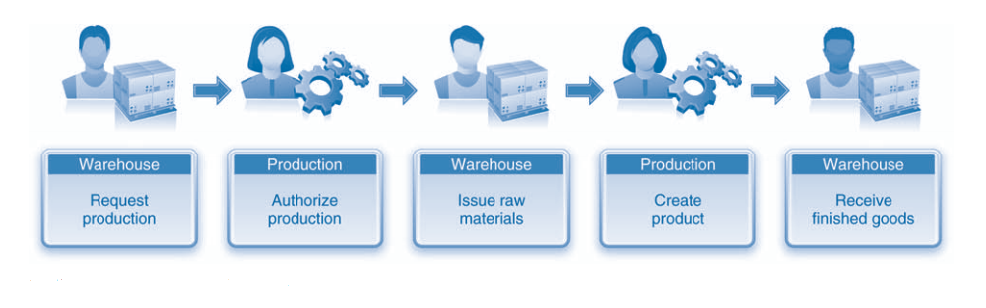 Warehouse
Request
production
Production
Authorize
production
Warehouse
Issue raw
materials
Production
Create
product
Warehouse
Receive
finished goods